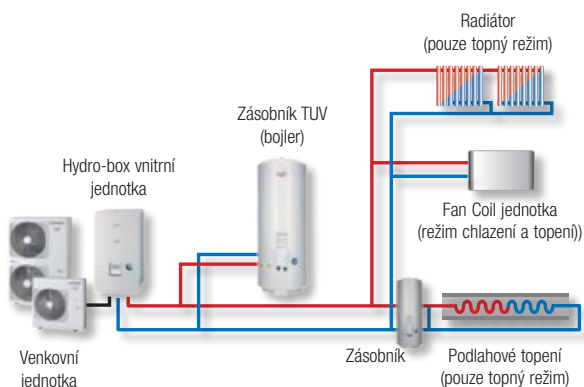 Radiátor
(pouze topný režim)
Zásobník TUV
(bojler)
Hydro-box vnitrní
jednotka
Fan Coil jednotka
(režim chlazení a topení))
Venkovní
jednotka
Zásobník
Podlahové topení
(pouze topný režim)